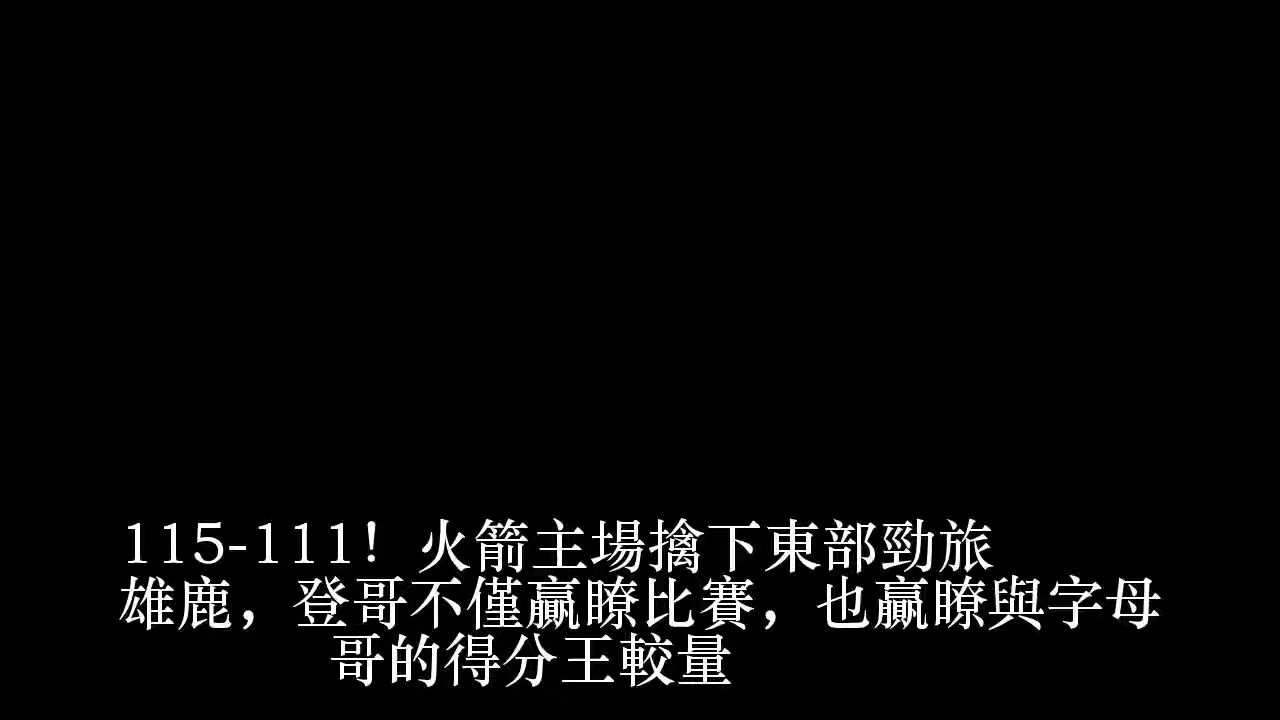 115-111！火箭主場擒下東部勁旅
雄鹿，登哥不僅贏瞭比賽，也贏瞭與字母
哥的得分王較量